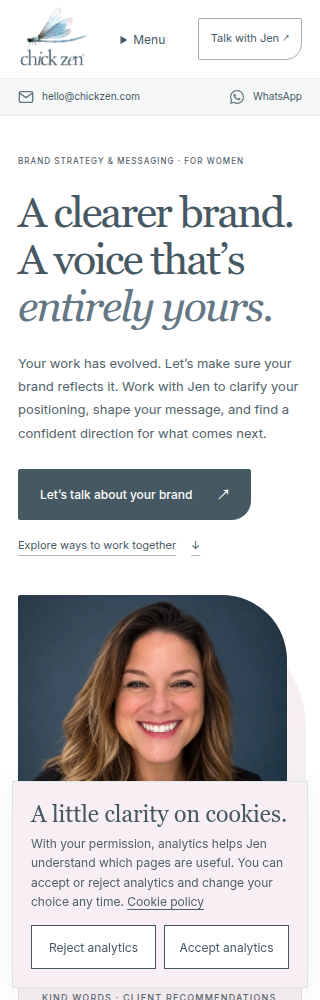 chick zen
▶ Menu
Talk with Jen ↗
hello@chickzen.com
WhatsApp
BRAND STRATEGY & MESSAGING · FOR WOMEN
A clearer brand.
A voice that’s
entirely yours.
Your work has evolved. Let’s make sure your
brand reflects it. Work with Jen to clarify your
positioning, shape your message, and find a
confident direction for what comes next.
Let’s talk about your brand ↗
Explore ways to work together ↓
A little clarity on cookies.
With your permission, analytics helps Jen
understand which pages are useful. You can
accept or reject analytics and change your
choice any time. Cookie policy
Reject analytics
Accept analytics
KIND WORDS · CLIENT RECOMMENDATIONS